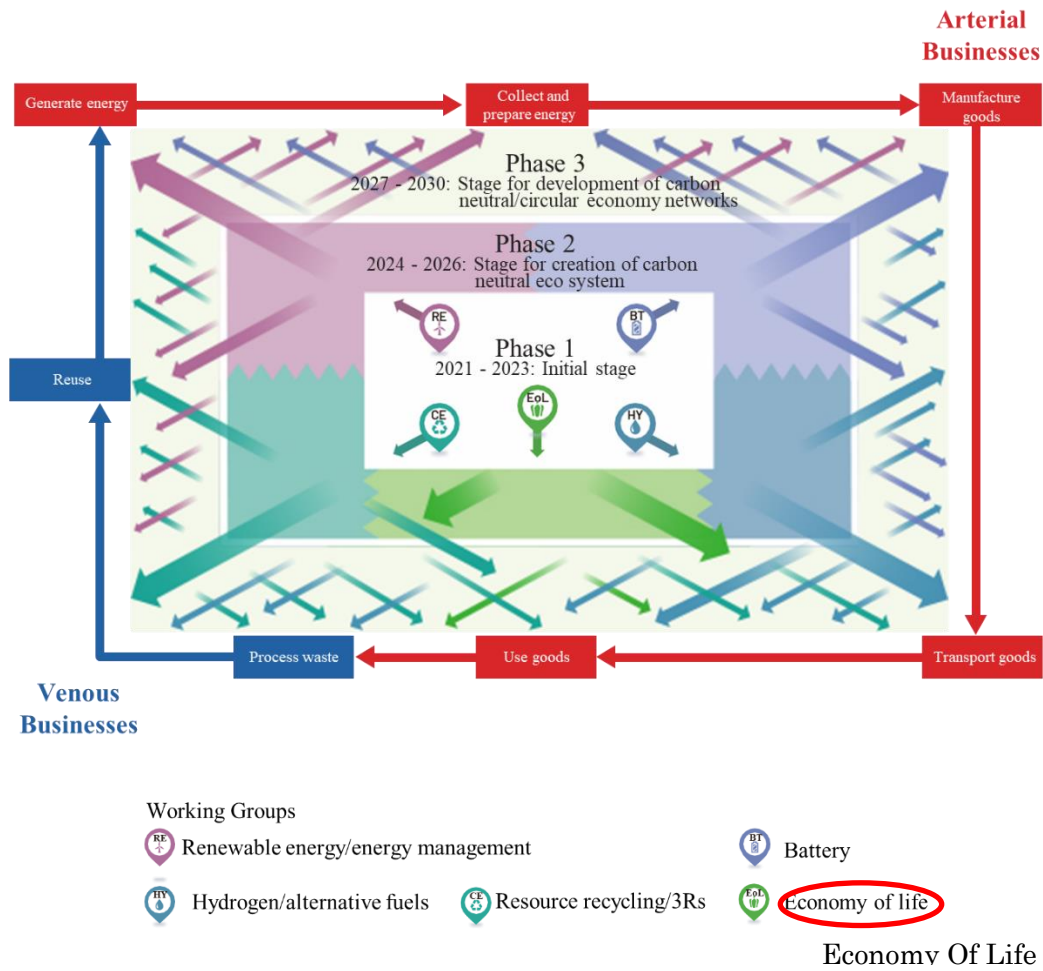 Arterial
Businesses
Generate energy
Collect and
prepare energy
Manufacture
goods
Phase 3
2027 - 2030: Stage for development of carbon
neutral/circular economy networks
Phase 2
2024 - 2026: Stage for creation of carbon
neutral eco system
RE
BT
Phase 1
2021 - 2023: Initial stage
Reuse
EoL
CE
HY
Process waste
Use goods
Transport goods
Venous
Businesses
Working Groups
RE Renewable energy/energy management
BT Battery
HY Hydrogen/alternative fuels
CE Resource recycling/3Rs
EoL Economy of life
Economy Of Life